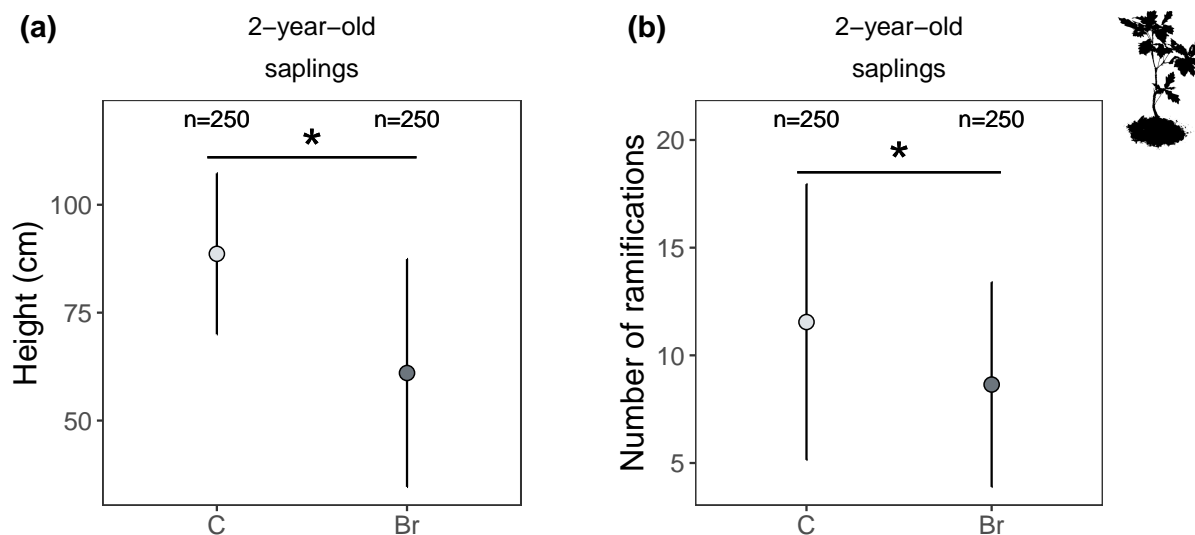 (a)
2−year−old
saplings
n=250
n=250
*
Height (cm)
100
75
50
C
Br
(b)
2−year−old
saplings
n=250
n=250
*
Number of ramifications
20
15
10
5
C
Br